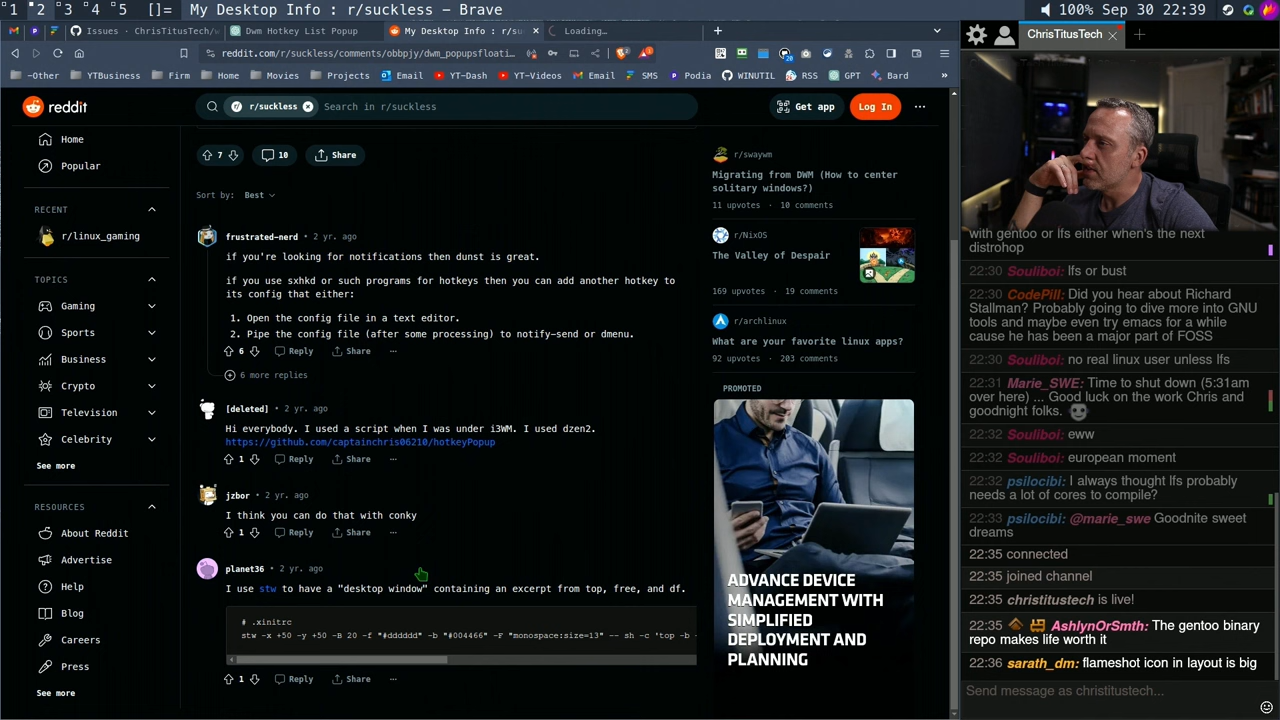 1 2 3 4 5 []= My Desktop Info : r/suckless - Brave 100% Sep 30 22:39
Issues · ChrisTitusTech/w
Dwm Hotkey List Popup
My Desktop Info : r/su
Loading...
reddit.com/r/suckless/comments/obbpjy/dwm_popupsfloati...
-Other YTBusiness Firm Home Movies Projects Email YT-Dash YT-Videos Email SMS Podia WINUTIL RSS GPT Bard
reddit
r/suckless Search in r/suckless
Get app
Log In
Home
Popular
RECENT
r/linux_gaming
TOPICS
Gaming
Sports
Business
Crypto
Television
Celebrity
See more
RESOURCES
About Reddit
Advertise
Help
Blog
Careers
Press
See more
7 10 Share
Sort by: Best
frustrated-nerd • 2 yr. ago
if you're looking for notifications then dunst is great.
if you use sxhkd or such programs for hotkeys then you can add another hotkey to
its config that either:
1. Open the config file in a text editor.
2. Pipe the config file (after some processing) to notify-send or dmenu.
6 Reply Share ...
6 more replies
[deleted] • 2 yr. ago
Hi everybody. I used a script when I was under i3WM. I used dzen2.
https://github.com/captainchris06210/hotkeyPopup
1 Reply Share ...
jzbor • 2 yr. ago
I think you can do that with conky
1 Reply Share ...
planet36 • 2 yr. ago
I use stw to have a "desktop window" containing an excerpt from top, free, and df.
# .xinitrc
stw -x +50 -y +50 -B 20 -f "#dddddd" -b "#004466" -F "monospace:size=13" -- sh -c 'top -b -
1 Reply Share ...
r/swaywm
Migrating from DWM (How to center
solitary windows?)
11 upvotes · 10 comments
r/NixOS
The Valley of Despair
169 upvotes · 19 comments
r/archlinux
What are your favorite linux apps?
92 upvotes · 203 comments
PROMOTED
ADVANCE DEVICE
MANAGEMENT WITH
SIMPLIFIED
DEPLOYMENT AND
PLANNING
ChrisTitusTech
with gentoo or lfs either when's the next
distrohop
22:30 Souliboi: lfs or bust
22:30 CodePill: Did you hear about Richard
Stallman? Probably going to dive more into GNU
tools and maybe even try emacs for a while
cause he has been a major part of FOSS
22:30 Souliboi: no real linux user unless lfs
22:31 Marie_SWE: Time to shut down (5:31am
over here) ... Good luck on the work Chris and
goodnight folks.
22:32 Souliboi: eww
22:32 Souliboi: european moment
22:32 psilocibi: I always thought lfs probably
needs a lot of cores to compile?
22:33 psilocibi: @marie_swe Goodnite sweet
dreams
22:35 connected
22:35 joined channel
22:35 christitustech is live!
22:35 AshlynOrSmth: The gentoo binary
repo makes life worth it
22:36 sarath_dm: flameshot icon in layout is big
Send message as christitustech...